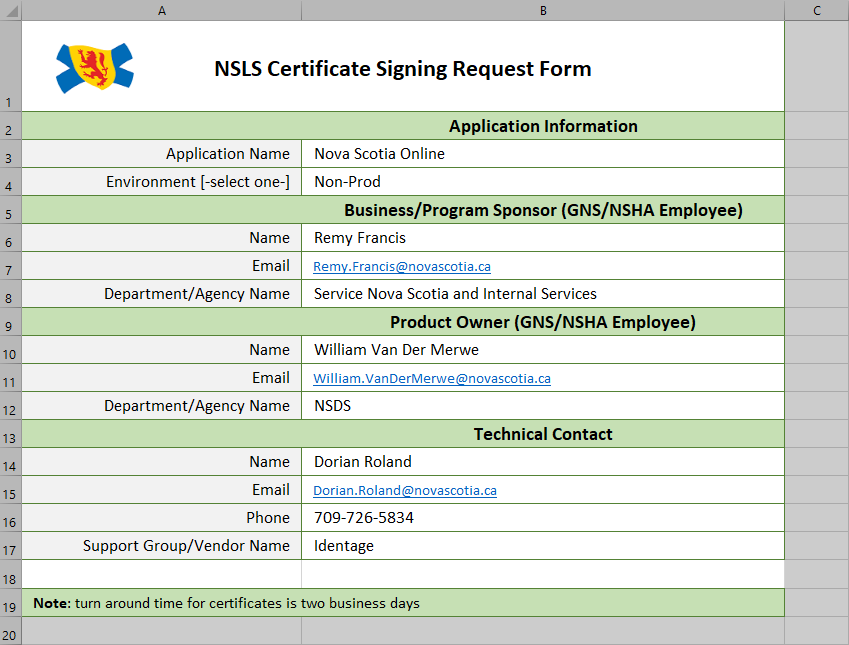 A B C
1 NSLS Certificate Signing Request Form
2 Application Information
3 Application Name Nova Scotia Online
4 Environment [-select one-] Non-Prod
5 Business/Program Sponsor (GNS/NSHA Employee)
6 Name Remy Francis
7 Email Remy.Francis@novascotia.ca
8 Department/Agency Name Service Nova Scotia and Internal Services
9 Product Owner (GNS/NSHA Employee)
10 Name William Van Der Merwe
11 Email William.VanDerMerwe@novascotia.ca
12 Department/Agency Name NSDS
13 Technical Contact
14 Name Dorian Roland
15 Email Dorian.Roland@novascotia.ca
16 Phone 709-726-5834
17 Support Group/Vendor Name Identage
18
19 Note: turn around time for certificates is two business days
20